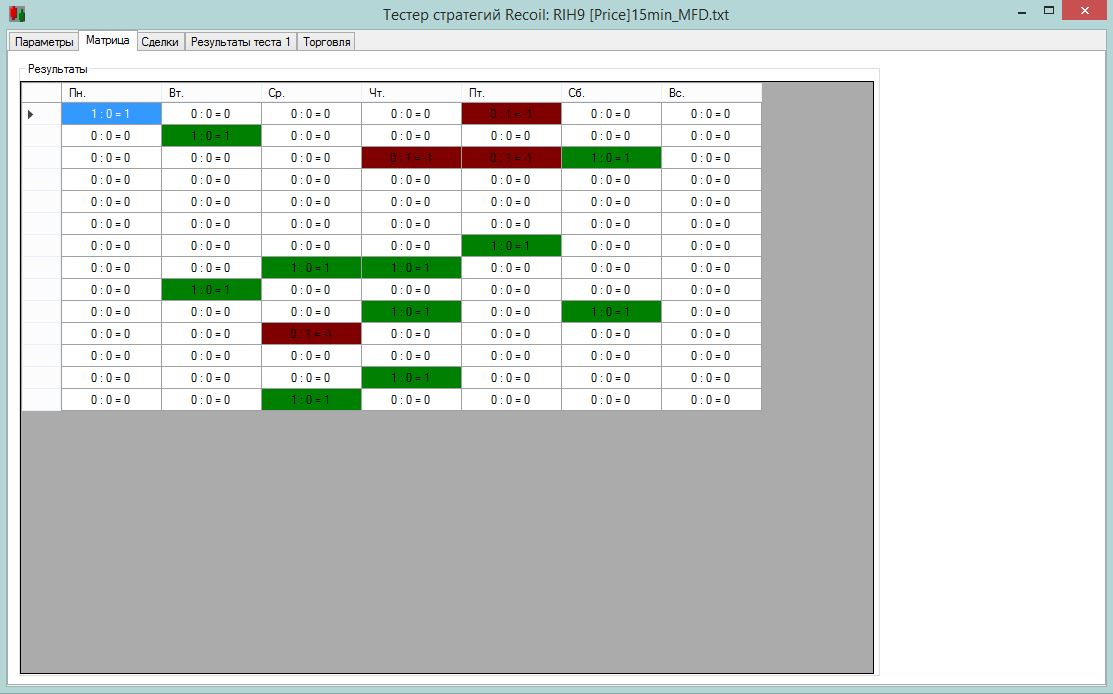 Тестер стратегий Recoil: RIH9 [Price]15min_MFD.txt
Параметры Матрица Сделки Результаты теста 1 Торговля
Результаты
Пн. Вт. Ср. Чт. Пт. Сб. Вс.
1 : 0 = 1 0 : 0 = 0 0 : 0 = 0 0 : 0 = 0 0 : 1 = -1 0 : 0 = 0 0 : 0 = 0
0 : 0 = 0 1 : 0 = 1 0 : 0 = 0 0 : 0 = 0 0 : 0 = 0 0 : 0 = 0 0 : 0 = 0
0 : 0 = 0 0 : 0 = 0 0 : 0 = 0 0 : 1 = -1 0 : 1 = -1 1 : 0 = 1 0 : 0 = 0
0 : 0 = 0 0 : 0 = 0 0 : 0 = 0 0 : 0 = 0 0 : 0 = 0 0 : 0 = 0 0 : 0 = 0
0 : 0 = 0 0 : 0 = 0 0 : 0 = 0 0 : 0 = 0 0 : 0 = 0 0 : 0 = 0 0 : 0 = 0
0 : 0 = 0 0 : 0 = 0 0 : 0 = 0 0 : 0 = 0 0 : 0 = 0 0 : 0 = 0 0 : 0 = 0
0 : 0 = 0 0 : 0 = 0 0 : 0 = 0 0 : 0 = 0 1 : 0 = 1 0 : 0 = 0 0 : 0 = 0
0 : 0 = 0 0 : 0 = 0 1 : 0 = 1 1 : 0 = 1 0 : 0 = 0 0 : 0 = 0 0 : 0 = 0
0 : 0 = 0 1 : 0 = 1 0 : 0 = 0 0 : 0 = 0 0 : 0 = 0 0 : 0 = 0 0 : 0 = 0
0 : 0 = 0 0 : 0 = 0 0 : 0 = 0 1 : 0 = 1 0 : 0 = 0 1 : 0 = 1 0 : 0 = 0
0 : 0 = 0 0 : 0 = 0 0 : 1 = -1 0 : 0 = 0 0 : 0 = 0 0 : 0 = 0 0 : 0 = 0
0 : 0 = 0 0 : 0 = 0 0 : 0 = 0 0 : 0 = 0 0 : 0 = 0 0 : 0 = 0 0 : 0 = 0
0 : 0 = 0 0 : 0 = 0 0 : 0 = 0 1 : 0 = 1 0 : 0 = 0 0 : 0 = 0 0 : 0 = 0
0 : 0 = 0 0 : 0 = 0 1 : 0 = 1 0 : 0 = 0 0 : 0 = 0 0 : 0 = 0 0 : 0 = 0